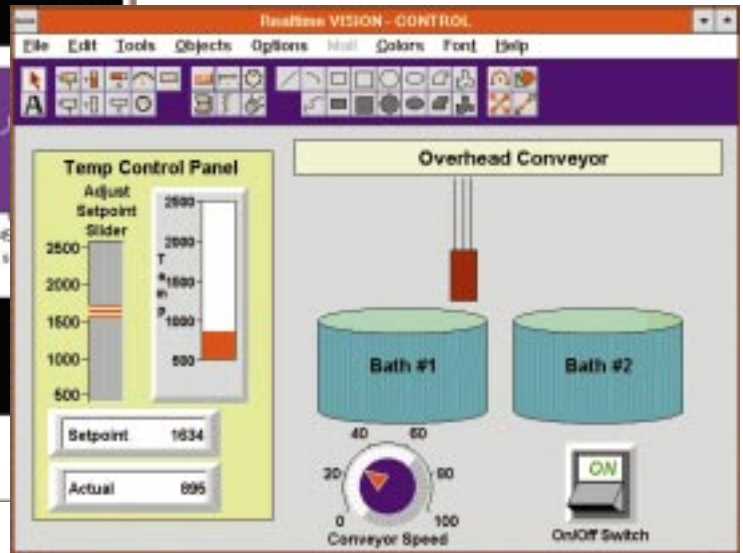 Realtime VISION - CONTROL
File Edit Tools Objects Options Mail Colors Font Help
A
Temp Control Panel
Adjust
Setpoint
Slider
2500
2000
1500
1000
500
2500
2000
1500
1000
500
Temp
Setpoint 1634
Actual 895
Overhead Conveyor
Bath #1
Bath #2
0
20
40
60
80
100
Conveyor Speed
ON
On/Off Switch